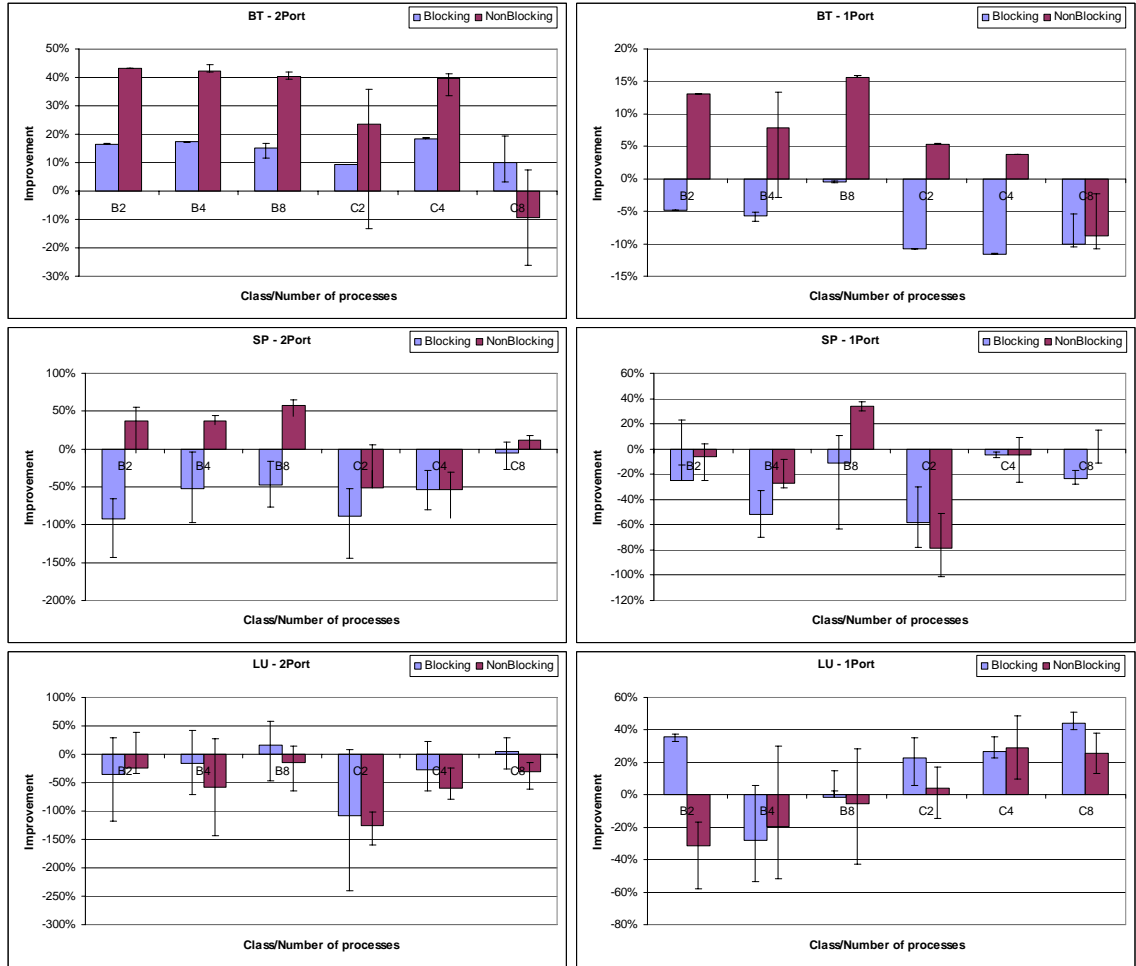 BT - 2Port
Blocking NonBlocking
50%
40%
30%
20%
10%
0%
-10%
-20%
-30%
B2 B4 B8 C2 C4 C8
Improvement
Class/Number of processes
BT - 1Port
Blocking NonBlocking
20%
15%
10%
5%
0%
-5%
-10%
-15%
B2 B4 B8 C2 C4 C8
Improvement
Class/Number of processes
SP - 2Port
Blocking NonBlocking
100%
50%
0%
-50%
-100%
-150%
-200%
B2 B4 B8 C2 C4 C8
Improvement
Class/Number of processes
SP - 1Port
Blocking NonBlocking
60%
40%
20%
0%
-20%
-40%
-60%
-80%
-100%
-120%
B2 B4 B8 C2 C4 C8
Improvement
Class/Number of processes
LU - 2Port
Blocking NonBlocking
100%
50%
0%
-50%
-100%
-150%
-200%
-250%
-300%
B2 B4 B8 C2 C4 C8
Improvement
Class/Number of processes
LU - 1Port
Blocking NonBlocking
60%
40%
20%
0%
-20%
-40%
-60%
-80%
B2 B4 B8 C2 C4 C8
Improvement
Class/Number of processes